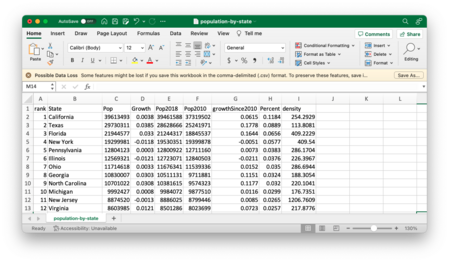 AutoSave
population-by-state
Home Insert Draw Page Layout Formulas Data Review View Tell me
Comments Share
Paste
Calibri (Body) 12
General
Conditional Formatting
Format as Table
Cell Styles
Insert
Delete
Format
Editing
Possible Data Loss Some features might be lost if you save this workbook in the comma-delimited (.csv) format. To preserve these features, save i... Save As...
M14 fx
A B C D E F G H I J K L
1 rank State Pop Growth Pop2018 Pop2010 growthSince2010 Percent density
2 1 California 39613493 0.0038 39461588 37319502 0.0615 0.1184 254.2929
3 2 Texas 29730311 0.0385 28628666 25241971 0.1778 0.0889 113.8081
4 3 Florida 21944577 0.033 21244317 18845537 0.1644 0.0656 409.2229
5 4 New York 19299981 -0.0118 19530351 19399878 -0.0051 0.0577 409.54
6 5 Pennsylvania 12804123 0.0003 12800922 12711160 0.0073 0.0383 286.1704
7 6 Illinois 12569321 -0.0121 12723071 12840503 -0.0211 0.0376 226.3967
8 7 Ohio 11714618 0.0033 11676341 11539336 0.0152 0.035 286.6944
9 8 Georgia 10830007 0.0303 10511131 9711881 0.1151 0.0324 188.3054
10 9 North Carolina 10701022 0.0308 10381615 9574323 0.1177 0.032 220.1041
11 10 Michigan 9992427 0.0008 9984072 9877510 0.0116 0.0299 176.7351
12 11 New Jersey 8874520 -0.0013 8886025 8799446 0.0085 0.0265 1206.7609
13 12 Virginia 8603985 0.0121 8501286 8023699 0.0723 0.0257 217.8776
population-by-state +
Ready Accessibility: Unavailable 150%